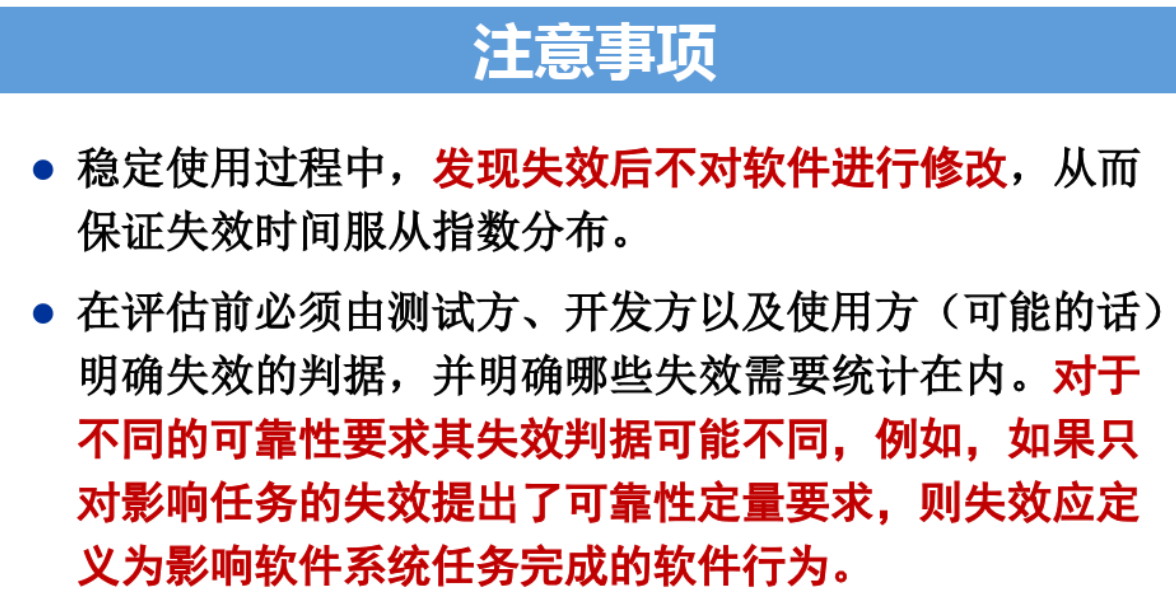 注意事项
● 稳定使用过程中，发现失效后不对软件进行修改，从而
保证失效时间服从指数分布。
● 在评估前必须由测试方、开发方以及使用方（可能的话）
明确失效的判据，并明确哪些失效需要统计在内。对于
不同的可靠性要求其失效判据可能不同，例如，如果只
对影响任务的失效提出了可靠性定量要求，则失效应定
义为影响软件系统任务完成的软件行为。